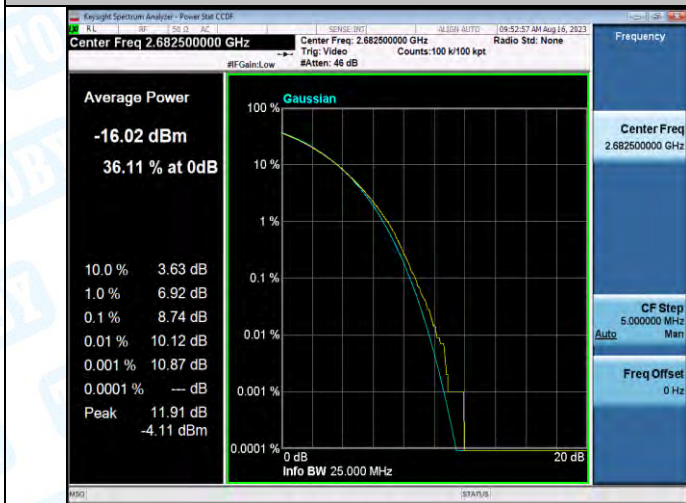 Keysight Spectrum Analyzer - Power Stat CCDF
RL RF 50 Ω AC SENSE:INT ALIGN AUTO 09:52:57 AM Aug 16, 2023
Center Freq 2.682500000 GHz
Center Freq: 2.682500000 GHz Radio Std: None
Trig: Video Counts:100 k/100 kpt
#IFGain:Low #Atten: 46 dB
Frequency
Average Power
-16.02 dBm
36.11 % at 0dB
10.0 % 3.63 dB
1.0 % 6.92 dB
0.1 % 8.74 dB
0.01 % 10.12 dB
0.001 % 10.87 dB
0.0001 % --- dB
Peak 11.91 dB
-4.11 dBm
Gaussian
100 %
10 %
1 %
0.1 %
0.01 %
0.001 %
0.0001 %
0 dB 20 dB
Info BW 25.000 MHz
Center Freq
2.682500000 GHz
CF Step
5.000000 MHz
Auto Man
Freq Offset
0 Hz
MSG STATUS